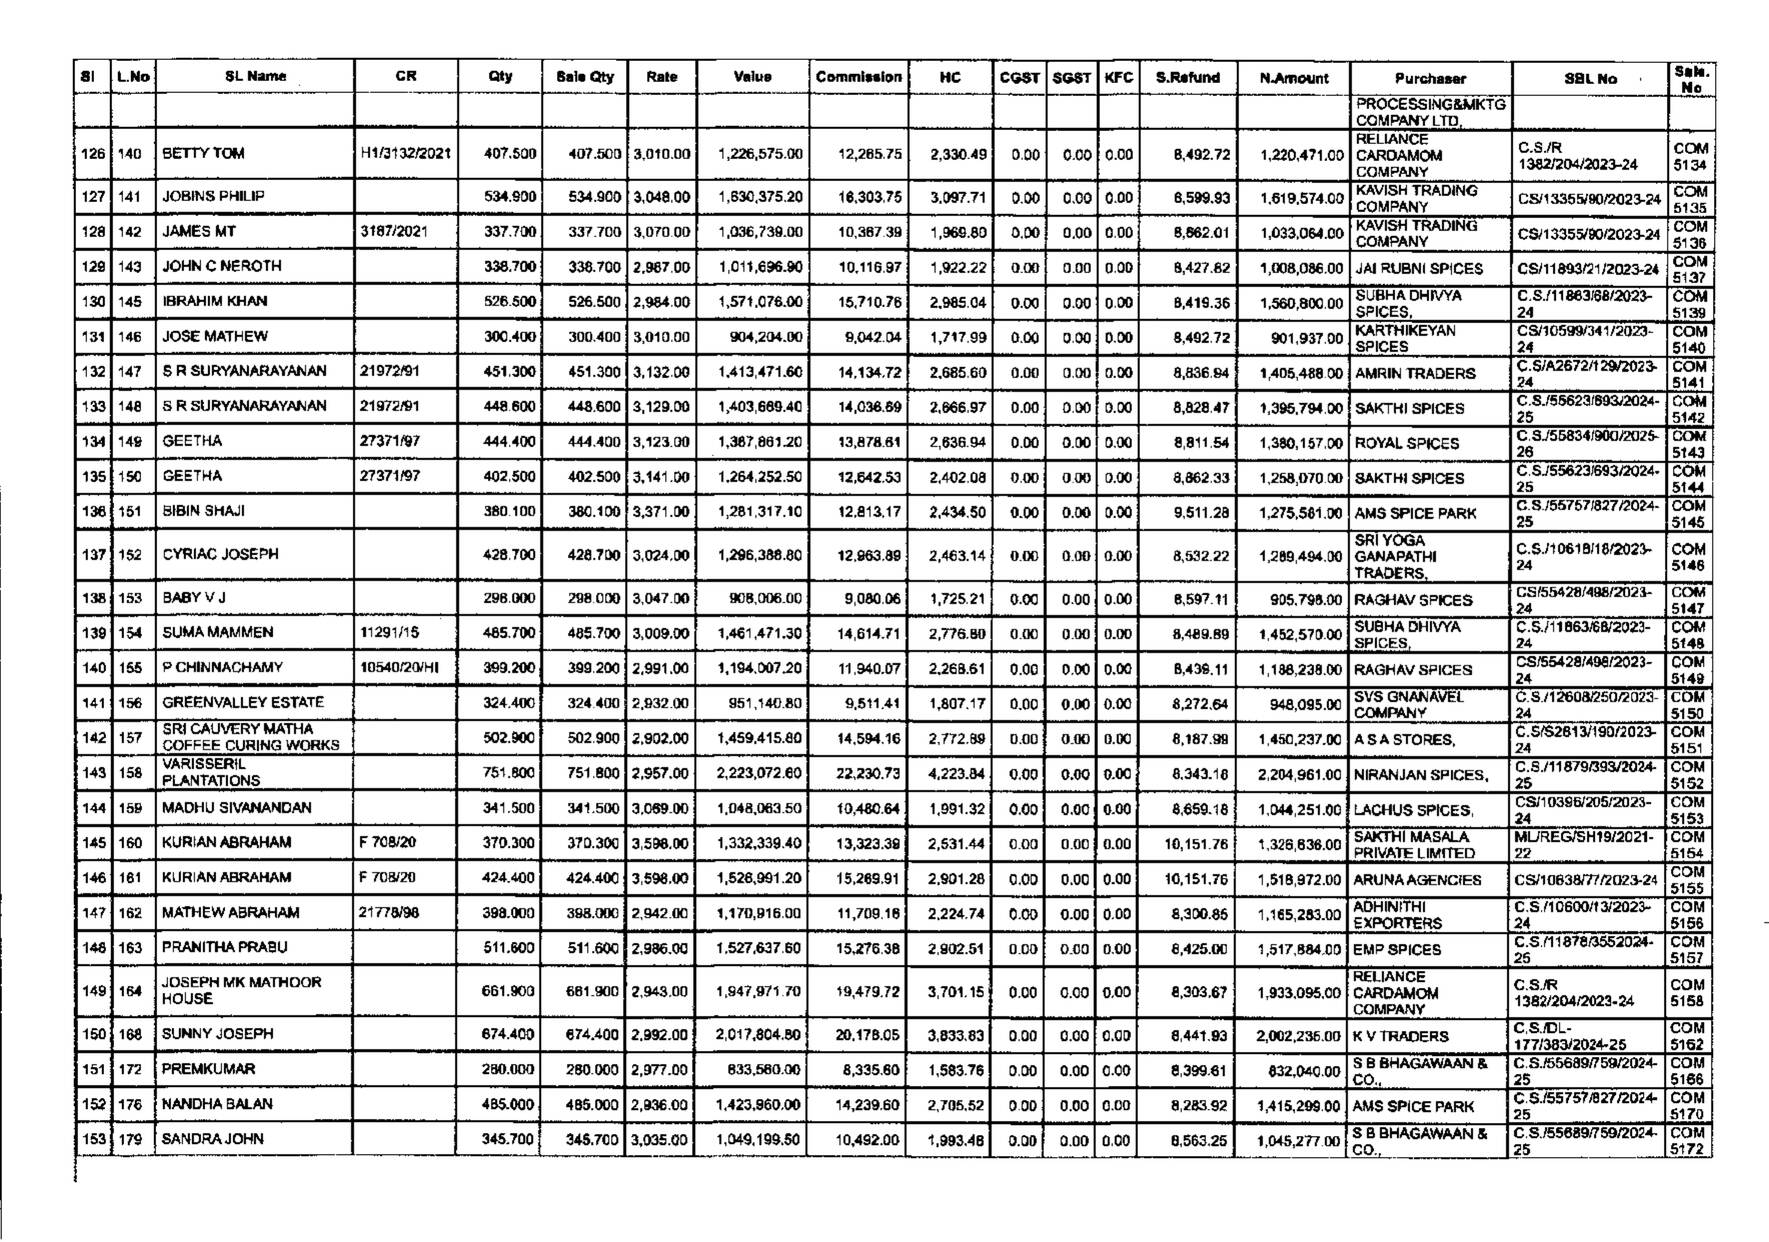 Sl L.No SL Name CR Qty Sale Qty Rate Value Commission HC CGST SGST KFC S.Refund N.Amount Purchaser SBL No Sale. No
PROCESSING&MKTG COMPANY LTD,
126 140 BETTY TOM H1/3132/2021 407.500 407.500 3,010.00 1,226,575.00 12,265.75 2,330.49 0.00 0.00 0.00 8,492.72 1,220,471.00 RELIANCE CARDAMOM COMPANY C.S./R 1382/204/2023-24 COM 5134
127 141 JOBINS PHILIP 534.900 534.900 3,048.00 1,630,375.20 16,303.75 3,097.71 0.00 0.00 0.00 8,599.93 1,619,574.00 KAVISH TRADING COMPANY CS/13355/90/2023-24 COM 5135
128 142 JAMES MT 3187/2021 337.700 337.700 3,070.00 1,036,739.00 10,367.39 1,969.80 0.00 0.00 0.00 8,662.01 1,033,064.00 KAVISH TRADING COMPANY CS/13355/90/2023-24 COM 5136
129 143 JOHN C NEROTH 338.700 338.700 2,987.00 1,011,696.90 10,116.97 1,922.22 0.00 0.00 0.00 8,427.82 1,008,086.00 JAI RUBNI SPICES CS/11893/21/2023-24 COM 5137
130 145 IBRAHIM KHAN 526.500 526.500 2,984.00 1,571,076.00 15,710.76 2,985.04 0.00 0.00 0.00 8,419.36 1,560,800.00 SUBHA DHIVYA SPICES, C.S./11863/68/2023-24 COM 5139
131 146 JOSE MATHEW 300.400 300.400 3,010.00 904,204.00 9,042.04 1,717.99 0.00 0.00 0.00 8,492.72 901,937.00 KARTHIKEYAN SPICES CS/10599/341/2023-24 COM 5140
132 147 S R SURYANARAYANAN 21972/91 451.300 451.300 3,132.00 1,413,471.60 14,134.72 2,685.60 0.00 0.00 0.00 8,836.94 1,405,488.00 AMRIN TRADERS C.S/A2672/129/2023-24 COM 5141
133 148 S R SURYANARAYANAN 21972/91 448.600 448.600 3,129.00 1,403,669.40 14,036.69 2,666.97 0.00 0.00 0.00 8,828.47 1,395,794.00 SAKTHI SPICES C.S./55623/693/2024-25 COM 5142
134 149 GEETHA 27371/97 444.400 444.400 3,123.00 1,387,861.20 13,878.61 2,636.94 0.00 0.00 0.00 8,811.54 1,380,157.00 ROYAL SPICES C.S./55834/900/2025-26 COM 5143
135 150 GEETHA 27371/97 402.500 402.500 3,141.00 1,264,252.50 12,642.53 2,402.08 0.00 0.00 0.00 8,862.33 1,258,070.00 SAKTHI SPICES C.S./55623/693/2024-25 COM 5144
136 151 BIBIN SHAJI 380.100 380.100 3,371.00 1,281,317.10 12,813.17 2,434.50 0.00 0.00 0.00 9,511.28 1,275,581.00 AMS SPICE PARK C.S./55757/827/2024-25 COM 5145
137 152 CYRIAC JOSEPH 428.700 428.700 3,024.00 1,296,388.80 12,963.89 2,463.14 0.00 0.00 0.00 8,532.22 1,289,494.00 SRI YOGA GANAPATHI TRADERS, C.S./10618/18/2023-24 COM 5146
138 153 BABY V J 298.000 298.000 3,047.00 908,006.00 9,080.06 1,725.21 0.00 0.00 0.00 8,597.11 905,798.00 RAGHAV SPICES CS/55428/498/2023-24 COM 5147
139 154 SUMA MAMMEN 11291/15 485.700 485.700 3,009.00 1,461,471.30 14,614.71 2,776.80 0.00 0.00 0.00 8,489.89 1,452,570.00 SUBHA DHIVYA SPICES, C.S./11863/68/2023-24 COM 5148
140 155 P CHINNACHAMY 10540/20/HI 399.200 399.200 2,991.00 1,194,007.20 11,940.07 2,268.61 0.00 0.00 0.00 8,439.11 1,188,238.00 RAGHAV SPICES CS/55428/498/2023-24 COM 5149
141 156 GREENVALLEY ESTATE 324.400 324.400 2,932.00 951,140.80 9,511.41 1,807.17 0.00 0.00 0.00 8,272.64 948,095.00 SVS GNANAVEL COMPANY C.S./12608/250/2023-24 COM 5150
142 157 SRI CAUVERY MATHA COFFEE CURING WORKS 502.900 502.900 2,902.00 1,459,415.80 14,594.16 2,772.89 0.00 0.00 0.00 8,187.99 1,450,237.00 A S A STORES, C.S/S2613/190/2023-24 COM 5151
143 158 VARISSERIL PLANTATIONS 751.800 751.800 2,957.00 2,223,072.60 22,230.73 4,223.84 0.00 0.00 0.00 8,343.18 2,204,961.00 NIRANJAN SPICES, C.S./11879/393/2024-25 COM 5152
144 159 MADHU SIVANANDAN 341.500 341.500 3,069.00 1,048,063.50 10,480.64 1,991.32 0.00 0.00 0.00 8,659.18 1,044,251.00 LACHUS SPICES, CS/10396/205/2023-24 COM 5153
145 160 KURIAN ABRAHAM F 708/20 370.300 370.300 3,598.00 1,332,339.40 13,323.39 2,531.44 0.00 0.00 0.00 10,151.76 1,326,636.00 SAKTHI MASALA PRIVATE LIMITED ML/REG/SH19/2021-22 COM 5154
146 161 KURIAN ABRAHAM F 708/20 424.400 424.400 3,598.00 1,526,991.20 15,269.91 2,901.28 0.00 0.00 0.00 10,151.76 1,518,972.00 ARUNA AGENCIES CS/10638/77/2023-24 COM 5155
147 162 MATHEW ABRAHAM 21778/98 398.000 398.000 2,942.00 1,170,916.00 11,709.16 2,224.74 0.00 0.00 0.00 8,300.85 1,165,283.00 ADHINITHI EXPORTERS C.S./10600/13/2023-24 COM 5156
148 163 PRANITHA PRABU 511.600 511.600 2,986.00 1,527,637.60 15,276.38 2,902.51 0.00 0.00 0.00 8,425.00 1,517,884.00 EMP SPICES C.S./11878/3552024-25 COM 5157
149 164 JOSEPH MK MATHOOR HOUSE 661.900 661.900 2,943.00 1,947,971.70 19,479.72 3,701.15 0.00 0.00 0.00 8,303.67 1,933,095.00 RELIANCE CARDAMOM COMPANY C.S./R 1382/204/2023-24 COM 5158
150 168 SUNNY JOSEPH 674.400 674.400 2,992.00 2,017,804.80 20,178.05 3,833.83 0.00 0.00 0.00 8,441.93 2,002,235.00 K V TRADERS C.S./DL-177/383/2024-25 COM 5162
151 172 PREMKUMAR 280.000 280.000 2,977.00 833,560.00 8,335.60 1,583.76 0.00 0.00 0.00 8,399.61 832,040.00 S B BHAGAWAAN & CO., C.S./55689/759/2024-25 COM 5166
152 176 NANDHA BALAN 485.000 485.000 2,936.00 1,423,960.00 14,239.60 2,705.52 0.00 0.00 0.00 8,283.92 1,415,299.00 AMS SPICE PARK C.S./55757/827/2024-25 COM 5170
153 179 SANDRA JOHN 345.700 345.700 3,035.00 1,049,199.50 10,492.00 1,993.48 0.00 0.00 0.00 8,563.25 1,045,277.00 S B BHAGAWAAN & CO., C.S./55689/759/2024-25 COM 5172